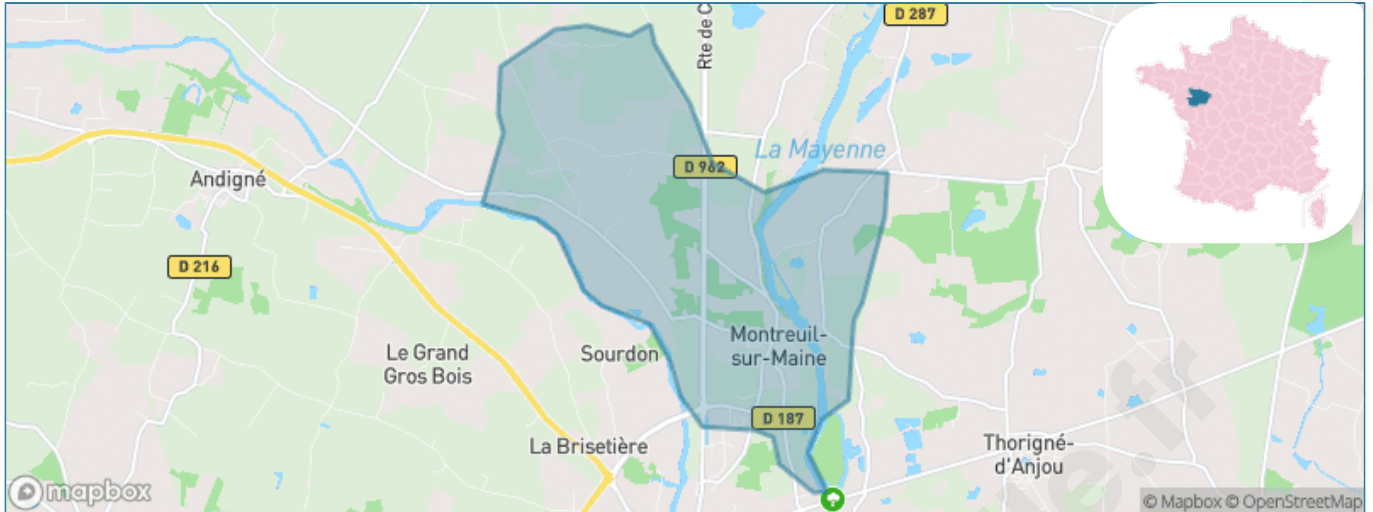 D 287
Rte de C
La Mayenne
D 962
Andigné
D 216
Montreuil-
sur-Maine
Le Grand
Gros Bois
Sourdon
D 187
La Brisetière
Thorigné-
d'Anjou
mapbox
© Mapbox © OpenStreetMap